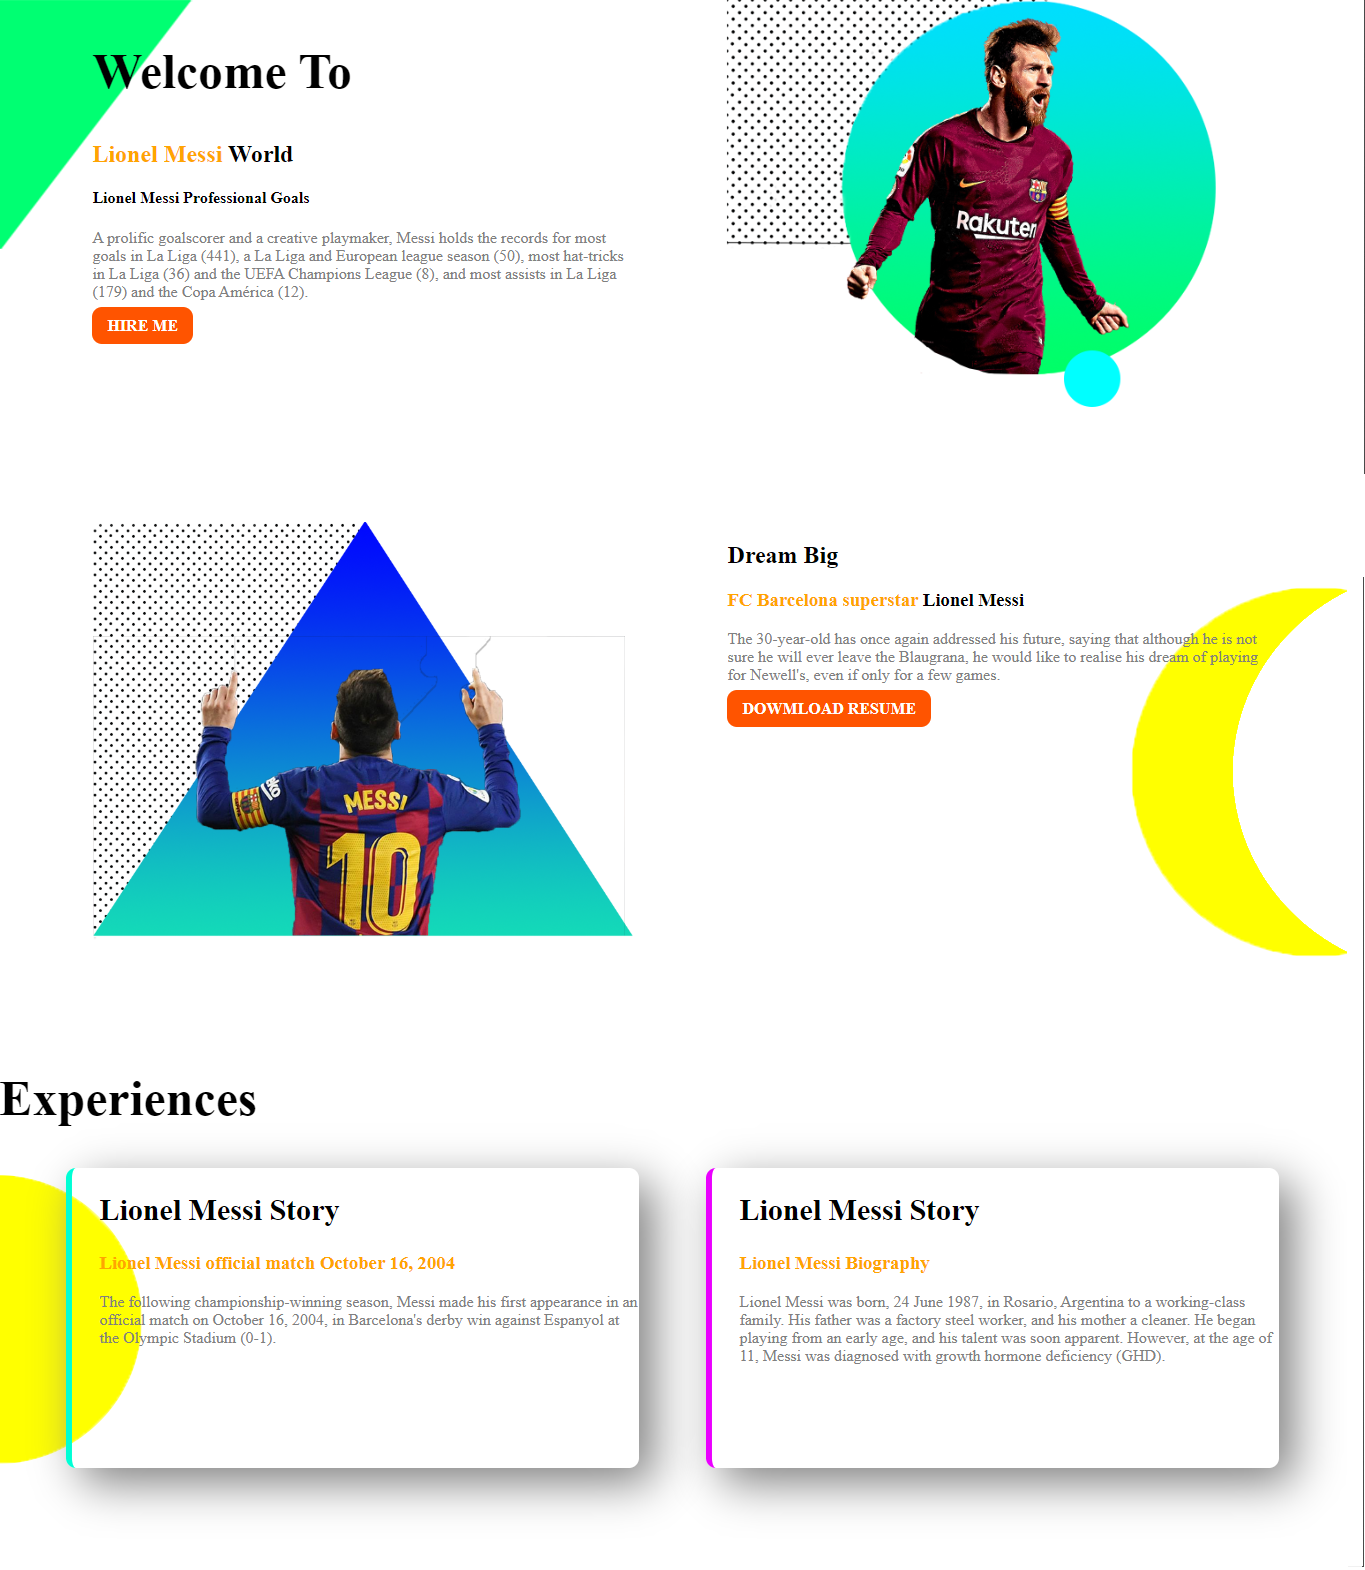 Welcome To
Lionel Messi World
Lionel Messi Professional Goals
A prolific goalscorer and a creative playmaker, Messi holds the records for most
goals in La Liga (441), a La Liga and European league season (50), most hat-tricks
in La Liga (36) and the UEFA Champions League (8), and most assists in La Liga
(179) and the Copa América (12).
HIRE ME
Rakuten
Dream Big
FC Barcelona superstar Lionel Messi
The 30-year-old has once again addressed his future, saying that although he is not
sure he will ever leave the Blaugrana, he would like to realise his dream of playing
for Newell's, even if only for a few games.
DOWMLOAD RESUME
MESSI
10
Experiences
Lionel Messi Story
Lionel Messi official match October 16, 2004
The following championship-winning season, Messi made his first appearance in an
official match on October 16, 2004, in Barcelona's derby win against Espanyol at
the Olympic Stadium (0-1).
Lionel Messi Story
Lionel Messi Biography
Lionel Messi was born, 24 June 1987, in Rosario, Argentina to a working-class
family. His father was a factory steel worker, and his mother a cleaner. He began
playing from an early age, and his talent was soon apparent. However, at the age of
11, Messi was diagnosed with growth hormone deficiency (GHD).